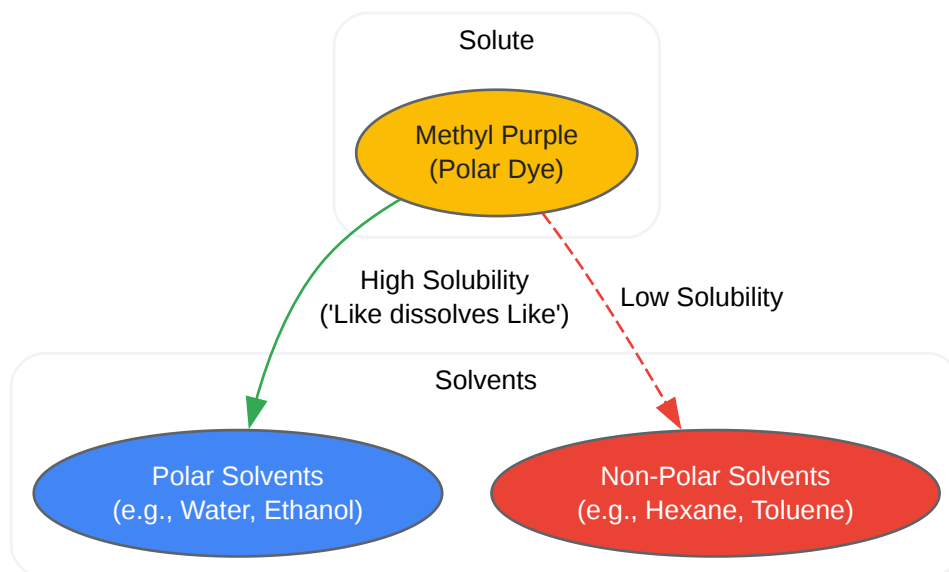 Solute
Methyl Purple
(Polar Dye)
High Solubility
('Like dissolves Like')
Low Solubility
Solvents
Polar Solvents
(e.g., Water, Ethanol)
Non-Polar Solvents
(e.g., Hexane, Toluene)